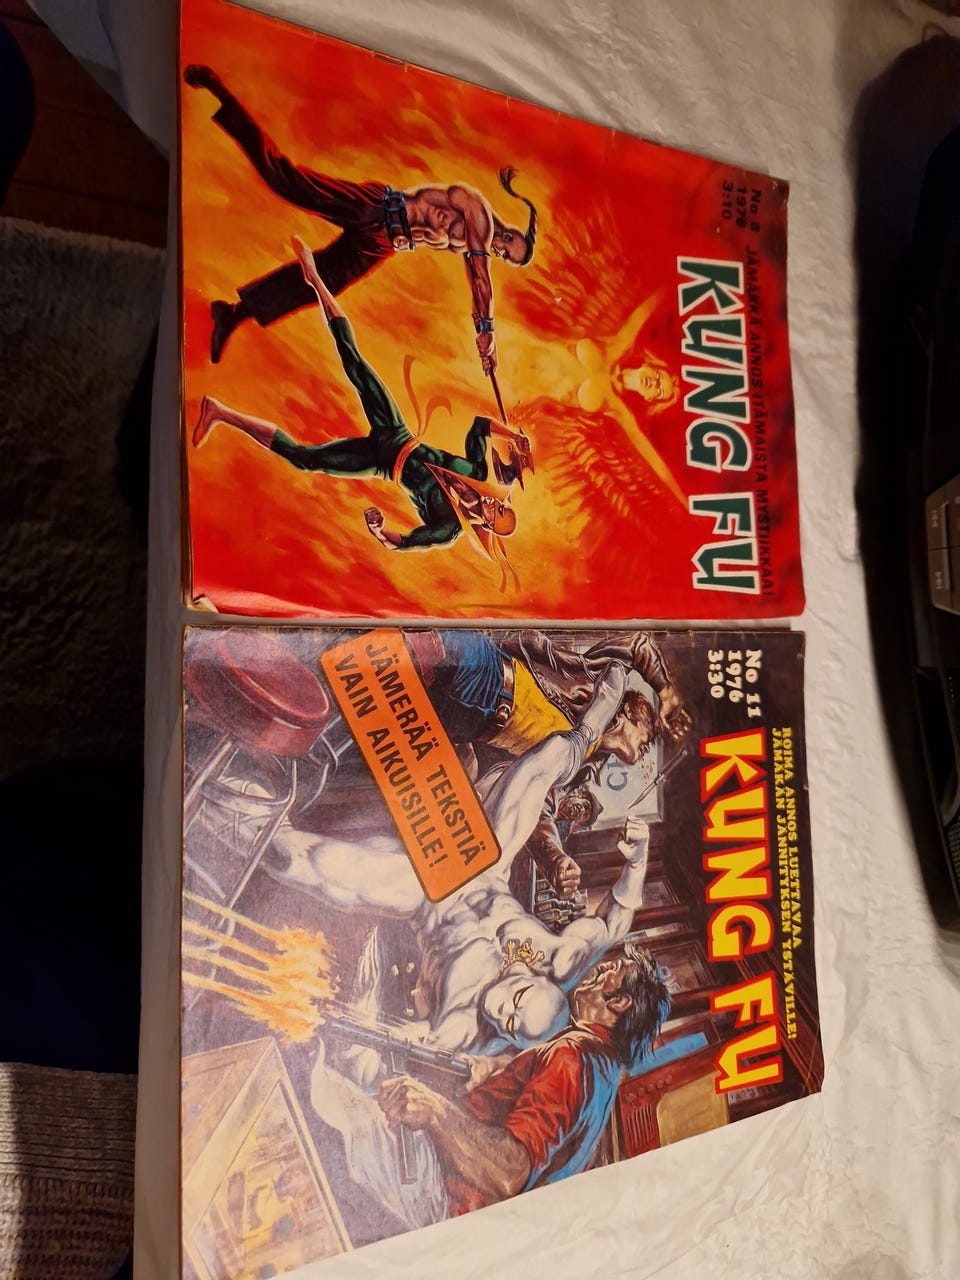 No 8
1976
3:10
JÄMÄKKÄ ANNOS ITÄMAISTA MYSTIIKKAA!
KUNG FU
No 11
1976
3:30
ROIMA ANNOS LUETTAVAA
JÄMÄKÄN JÄNNITYKSEN YSTÄVILLE!
KUNG FU
JÄMERÄÄ TEKSTIÄ
VAIN AIKUISILLE!